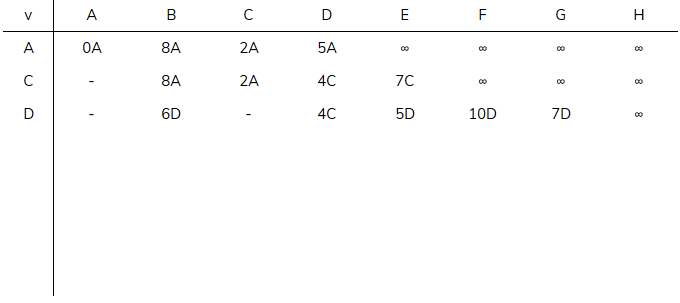 v A B C D E F G H
A 0A 8A 2A 5A ∞ ∞ ∞ ∞
C - 8A 2A 4C 7C ∞ ∞ ∞
D - 6D - 4C 5D 10D 7D ∞